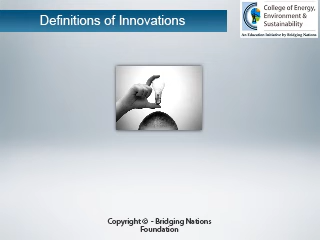 Definitions of Innovations
College of Energy,
Environment &
Sustainability
An Education Initiative by Bridging Nations
Copyright © - Bridging Nations
Foundation